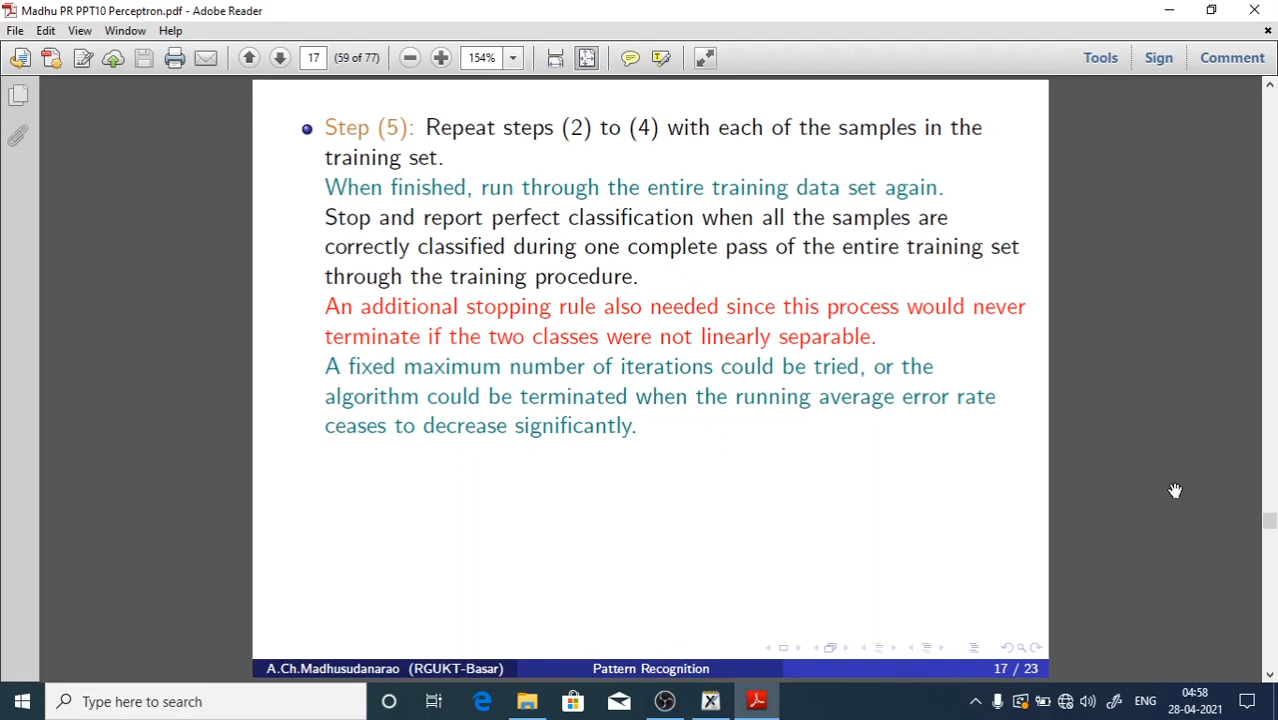 Madhu PR PPT10 Perceptron.pdf - Adobe Reader
File Edit View Window Help
17 (59 of 77) 154% Tools Sign Comment
Step (5): Repeat steps (2) to (4) with each of the samples in the
training set.
When finished, run through the entire training data set again.
Stop and report perfect classification when all the samples are
correctly classified during one complete pass of the entire training set
through the training procedure.
An additional stopping rule also needed since this process would never
terminate if the two classes were not linearly separable.
A fixed maximum number of iterations could be tried, or the
algorithm could be terminated when the running average error rate
ceases to decrease significantly.
A.Ch.Madhusudanarao (RGUKT-Basar) Pattern Recognition 17 / 23
Type here to search
ENG
04:58
28-04-2021